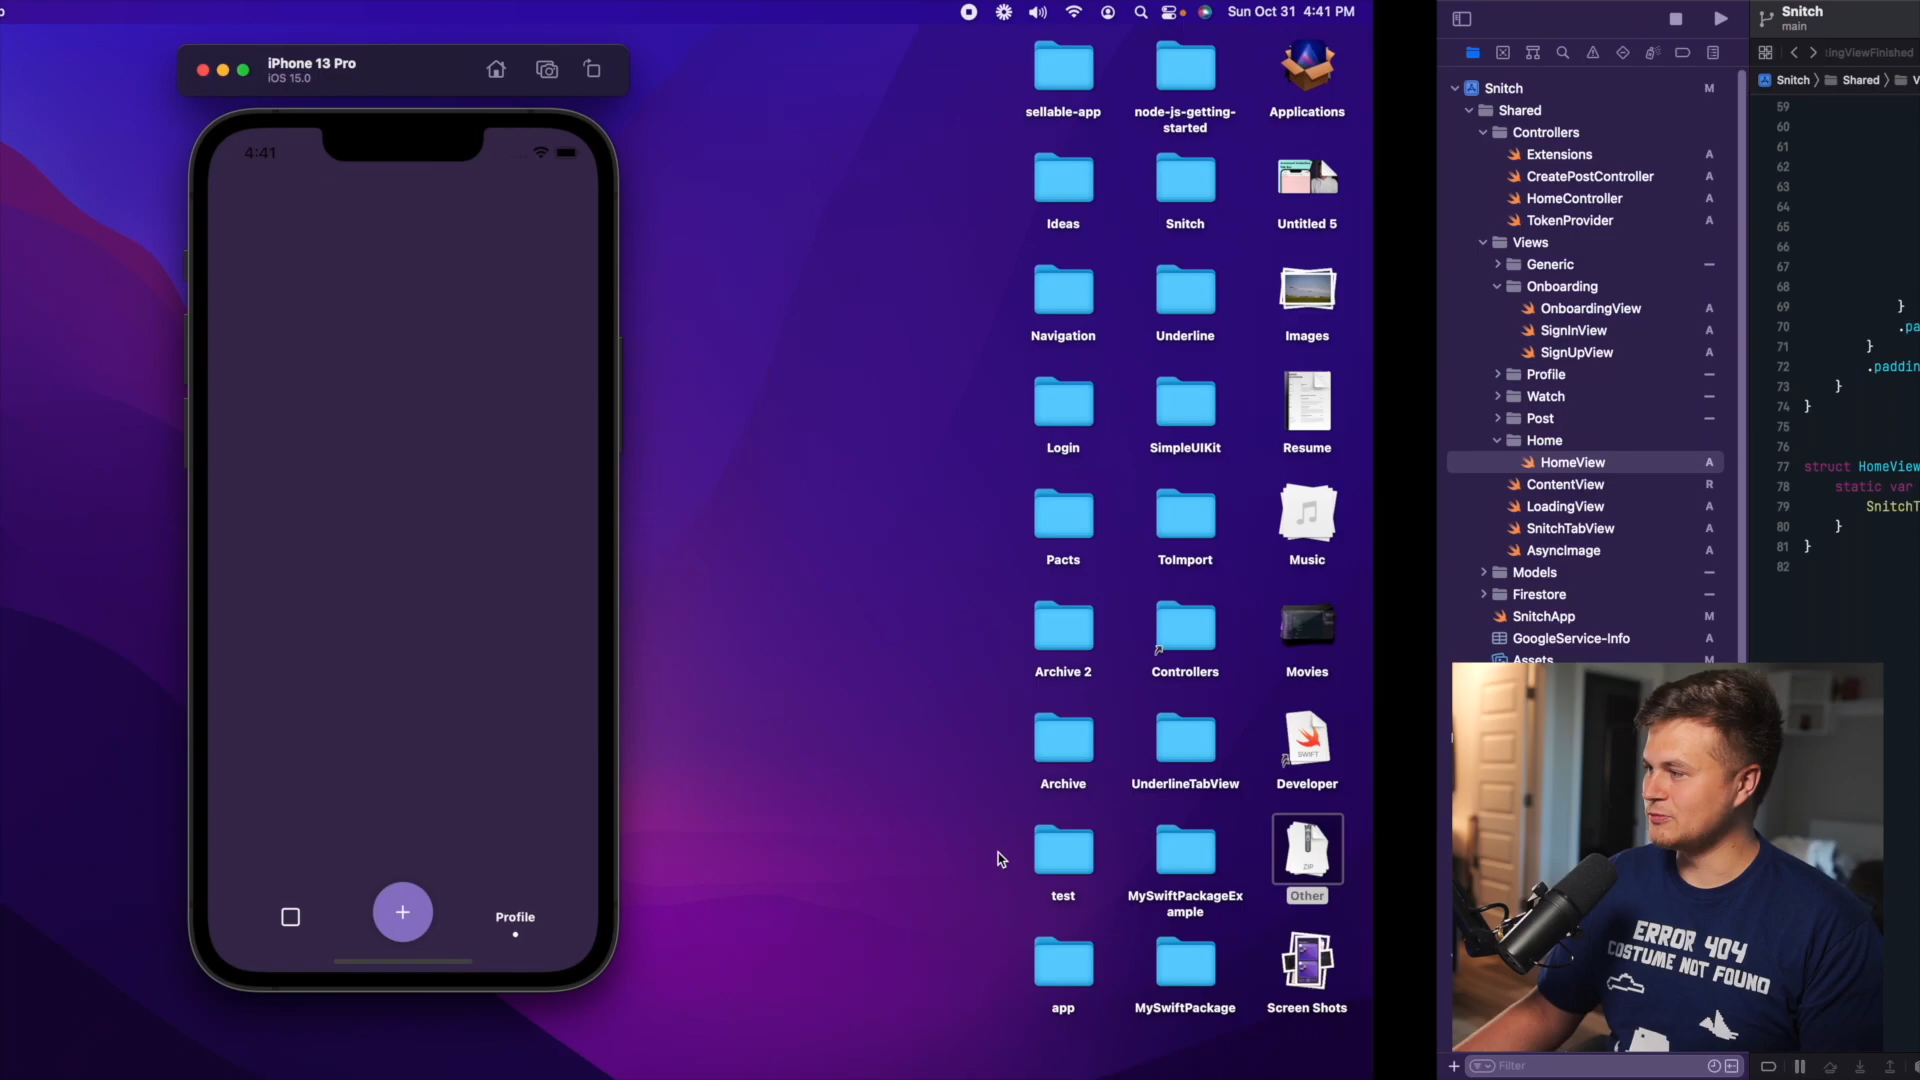 Sun Oct 31 4:41 PM
iPhone 13 Pro
iOS 15.0
4:41
Profile
sellable-app
node-js-getting-
started
Applications
Ideas
Snitch
Untitled 5
Navigation
Underline
Images
Login
SimpleUIKit
Resume
Pacts
ToImport
Music
Archive 2
Controllers
Movies
Archive
UnderlineTabView
SWIFT
Developer
test
MySwiftPackageEx
ample
ZIP
Other
app
MySwiftPackage
Screen Shots
Snitch M
Shared
Controllers
Extensions A
CreatePostController A
HomeController A
TokenProvider A
Views
Generic
Onboarding
OnboardingView A
SignInView A
SignUpView A
Profile
Watch
Post
Home
HomeView A
ContentView R
LoadingView A
SnitchTabView A
AsyncImage A
Models
Firestore
SnitchApp M
GoogleService-Info A
Assets M
Filter
Snitch
main
ingViewFinished
Snitch Shared V
59
60
61
62
63
64
65
66
67
68
69 }
70 .pa
71 }
72 .paddin
73 }
74 }
75
76
77 struct HomeView
78 static var
79 SnitchT
80 }
81 }
82
ERROR 404
COSTUME NOT FOUND